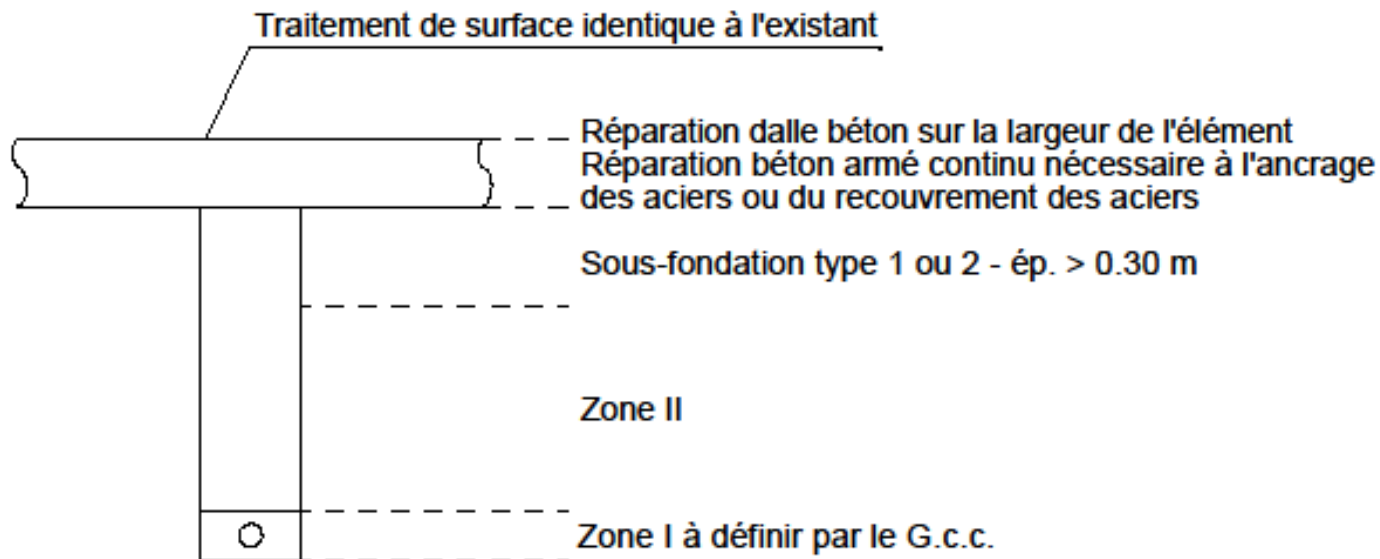 Traitement de surface identique à l'existant
Réparation dalle béton sur la largeur de l'élément
Réparation béton armé continu nécessaire à l'ancrage
des aciers ou du recouvrement des aciers
Sous-fondation type 1 ou 2 - ép. > 0.30 m
Zone II
Zone I à définir par le G.c.c.